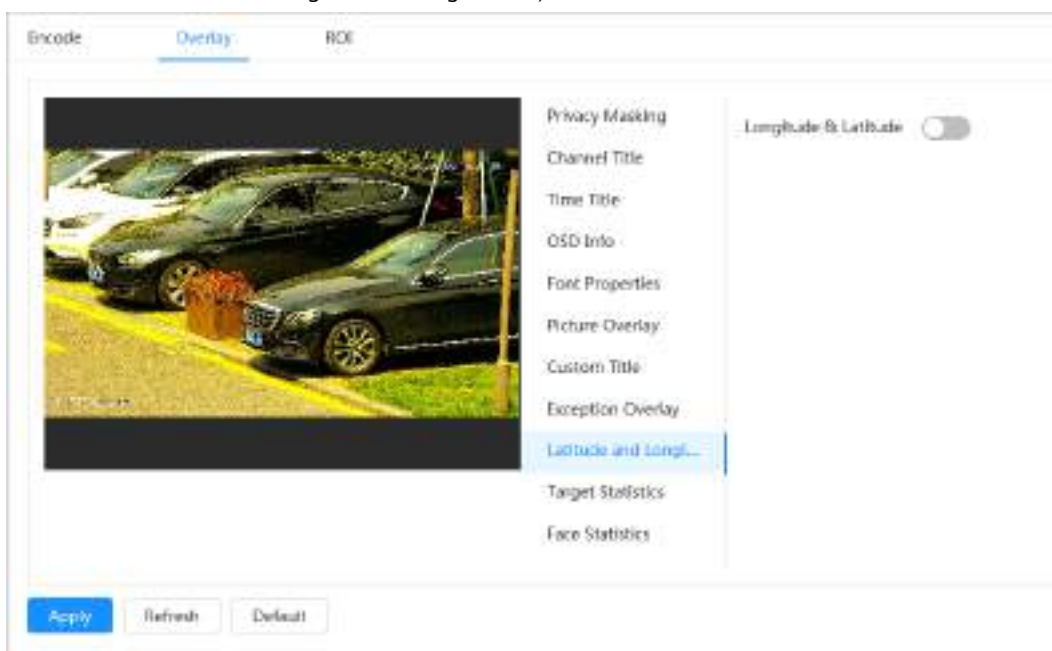 Encode Overlay ROI
Privacy Masking
Longitude & Latitude
Channel Title
Time Title
OSD Info
Font Properties
Picture Overlay
Custom Title
Exception Overlay
Latitude and Longi...
Target Statistics
Face Statistics
Apply Refresh Default